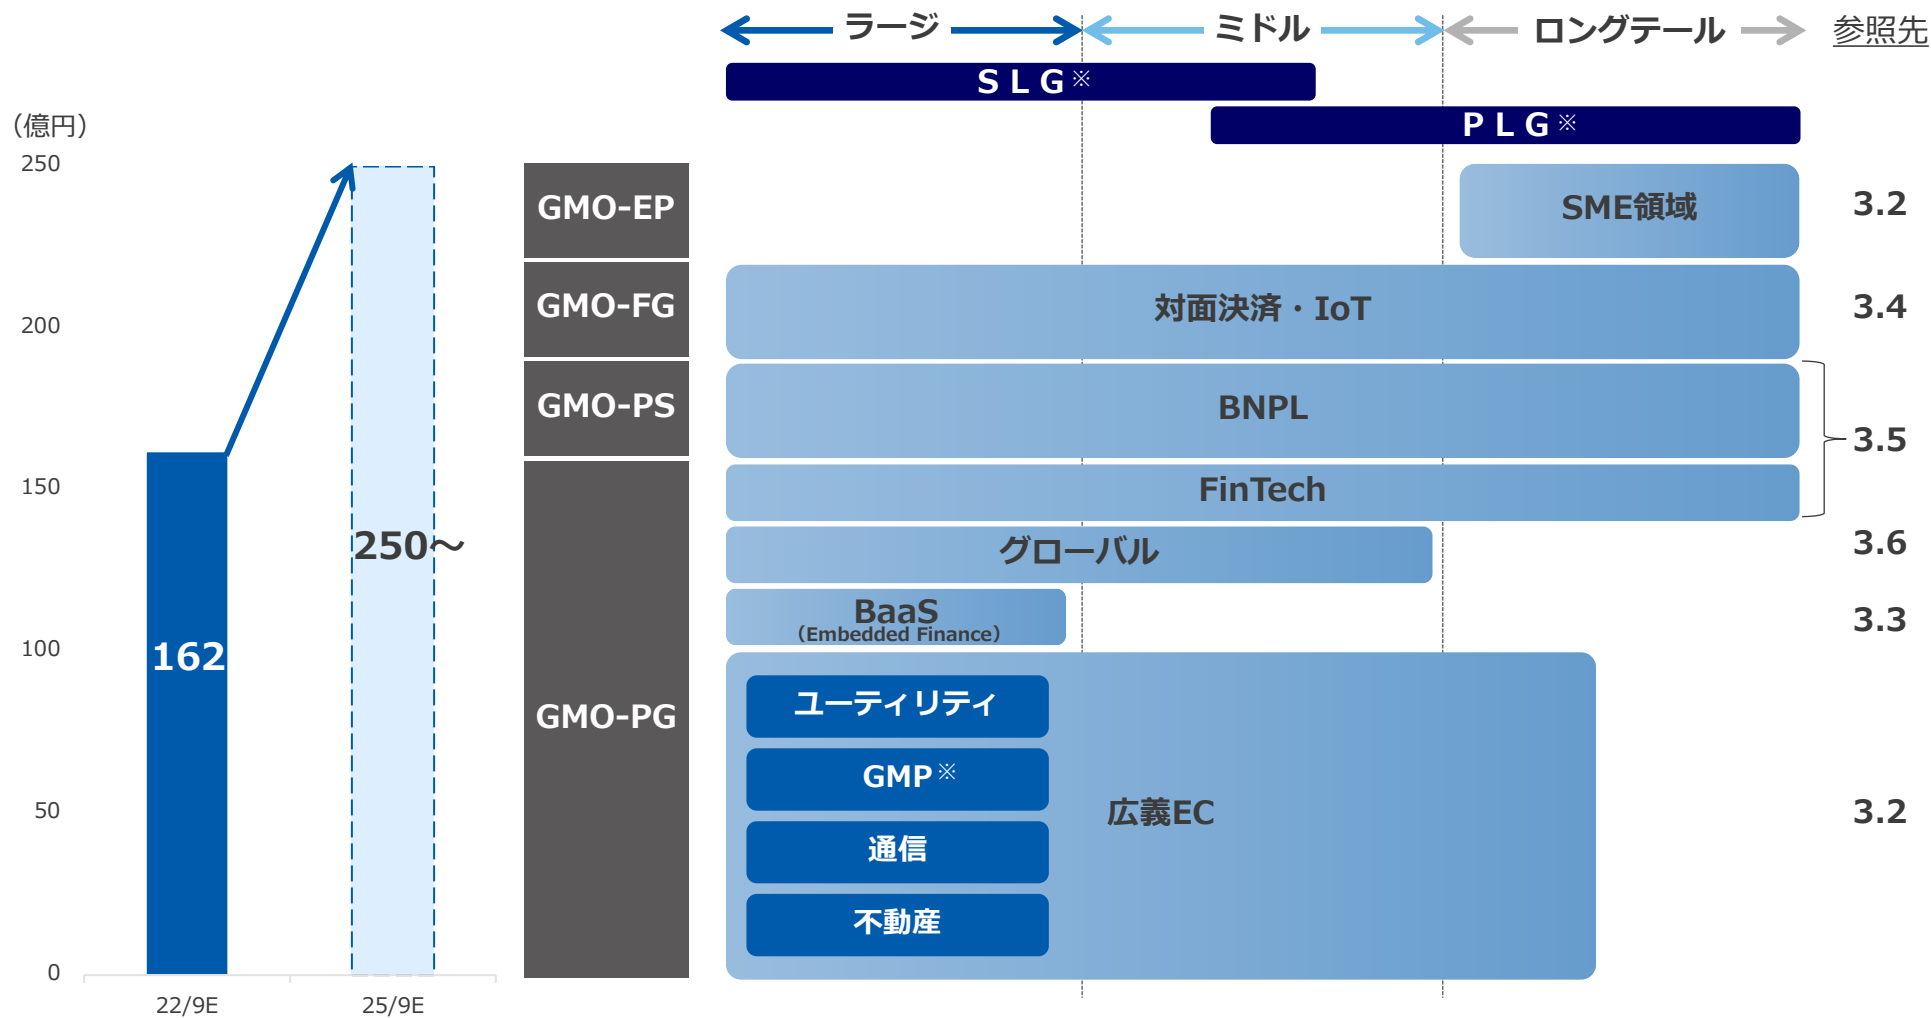 ラージ
ミドル
ロングテール
参照先
SLG※
PLG※
(億円)
250
200
150
100
50
0
250～
162
22/9E
25/9E
GMO-EP
SME領域
3.2
GMO-FG
対面決済・IoT
3.4
GMO-PS
BNPL
3.5
FinTech
グローバル
3.6
BaaS
（Embedded Finance）
3.3
GMO-PG
ユーティリティ
GMP※
通信
不動産
広義EC
3.2